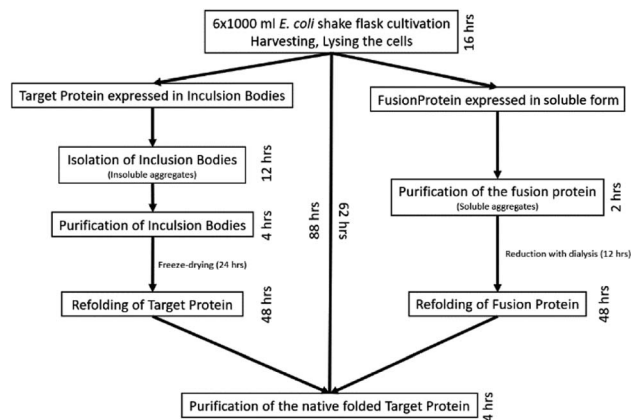 6x1000 ml E. coli shake flask cultivation
Harvesting, Lysing the cells
16 hrs
Target Protein expressed in Inculsion Bodies
FusionProtein expressed in soluble form
Isolation of Inclusion Bodies
(Insoluble aggregates)
12 hrs
Purification of the fusion protein
(Soluble aggregates)
2 hrs
Purification of Inculsion Bodies
4 hrs
88 hrs
62 hrs
Freeze-drying (24 hrs)
Reduction with dialysis (12 hrs)
Refolding of Target Protein
48 hrs
Refolding of Fusion Protein
48 hrs
Purification of the native folded Target Protein
4 hrs